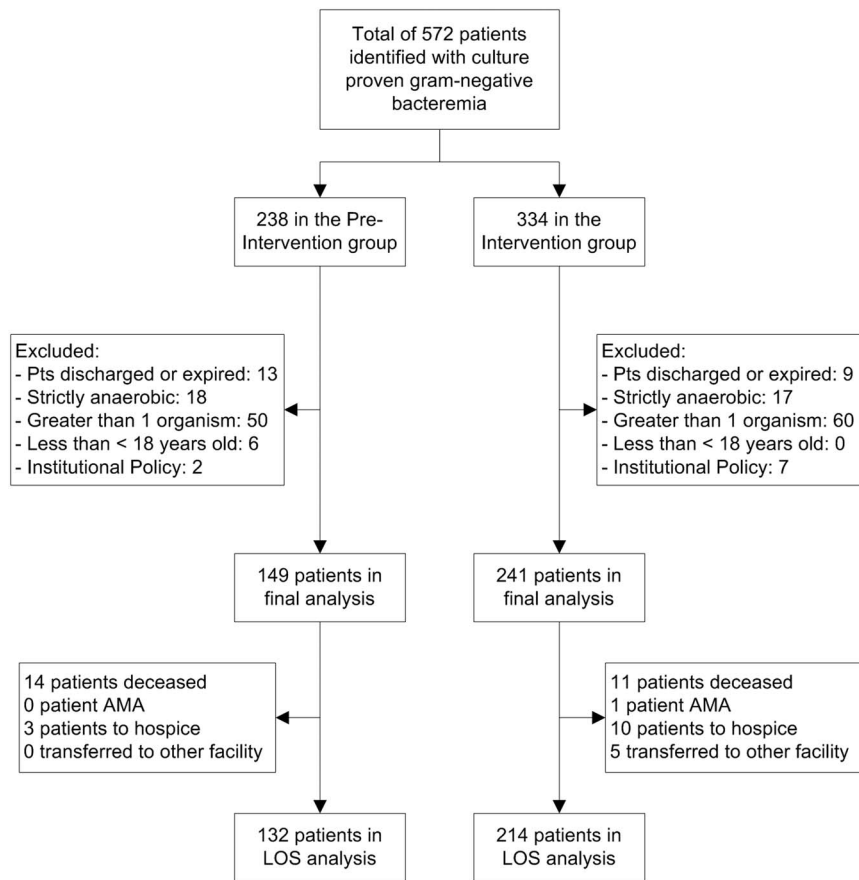 Total of 572 patients
identified with culture
proven gram-negative
bacteremia
238 in the Pre-
Intervention group
334 in the
Intervention group
Excluded:
- Pts discharged or expired: 13
- Strictly anaerobic: 18
- Greater than 1 organism: 50
- Less than < 18 years old: 6
- Institutional Policy: 2
Excluded:
- Pts discharged or expired: 9
- Strictly anaerobic: 17
- Greater than 1 organism: 60
- Less than < 18 years old: 0
- Institutional Policy: 7
149 patients in
final analysis
241 patients in
final analysis
14 patients deceased
0 patient AMA
3 patients to hospice
0 transferred to other facility
11 patients deceased
1 patient AMA
10 patients to hospice
5 transferred to other facility
132 patients in
LOS analysis
214 patients in
LOS analysis